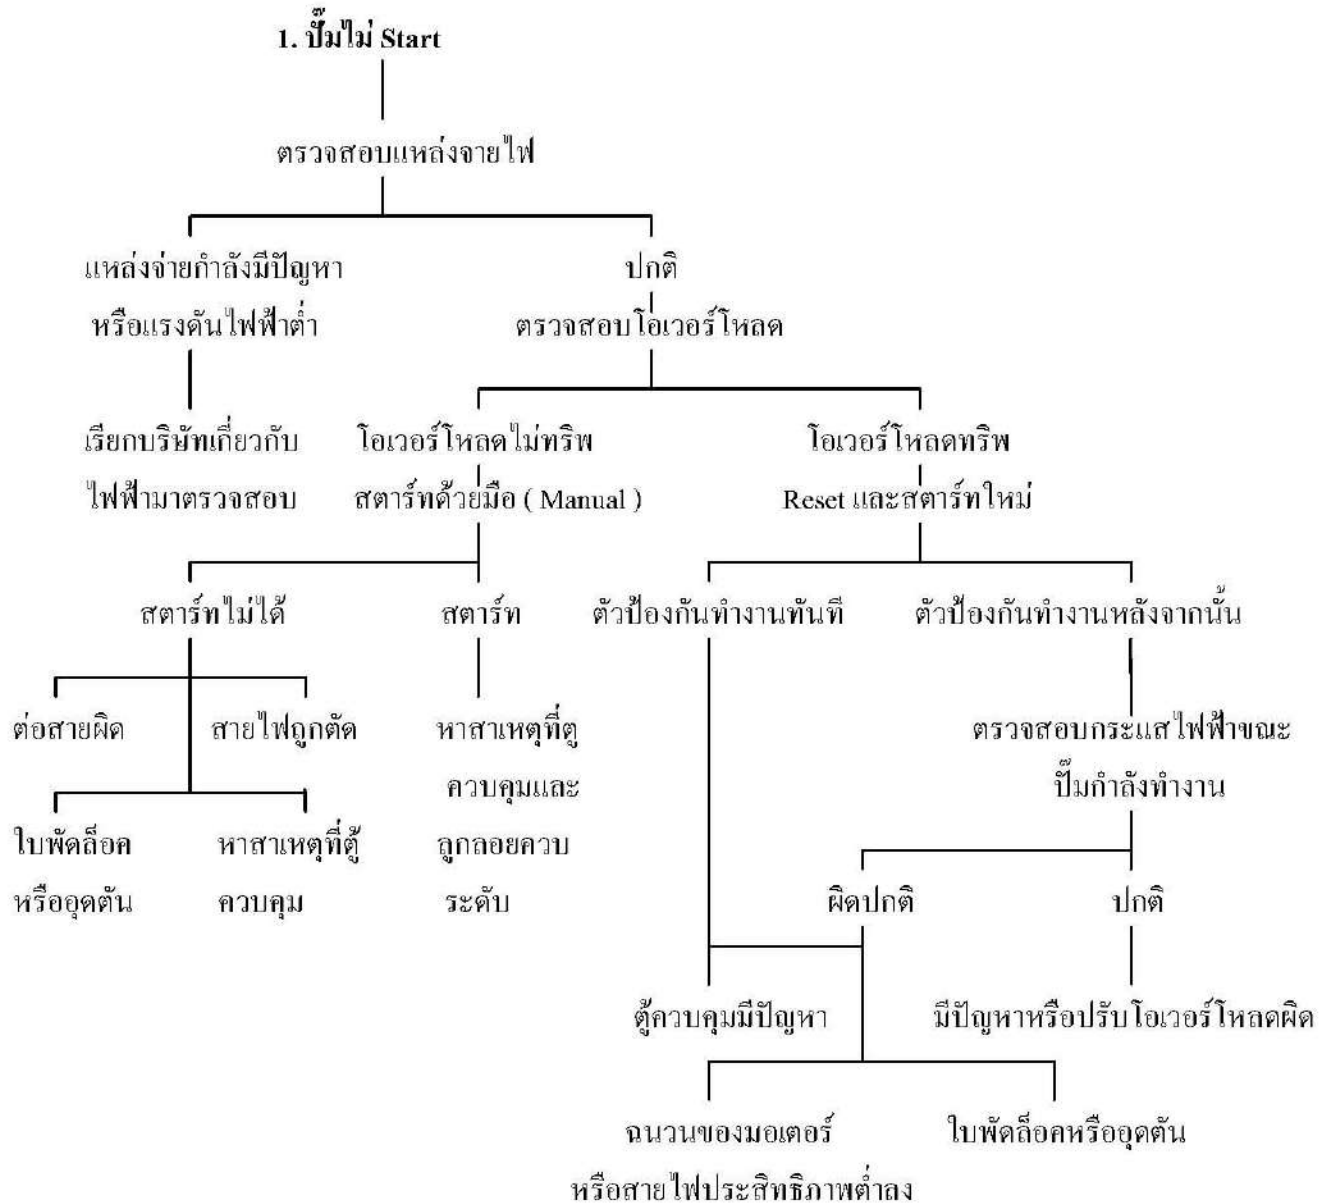 1. ปั๊มไม่ Start
ตรวจสอบแหล่งจายไฟ
แหล่งจ่ายกำลังมีปัญหา
หรือแรงดันไฟฟ้าต่ำ
ปกติ
ตรวจสอบโอเวอร์โหลด
เรียกบริษัทเกี่ยวกับ
ไฟฟ้ามาตรวจสอบ
โอเวอร์โหลดไม่ทริพ
สตาร์ทด้วยมือ ( Manual )
โอเวอร์โหลดทริพ
Reset และสตาร์ทใหม่
สตาร์ทไม่ได้
สตาร์ท
ตัวป้องกันทำงานทันที
ตัวป้องกันทำงานหลังจากนั้น
ต่อสายผิด
สายไฟถูกตัด
หาสาเหตุที่ตู
ควบคุมและ
ลูกลอยควบ
ระดับ
ตรวจสอบกระแสไฟฟ้าขณะ
ปั๊มกำลังทำงาน
ใบพัดล็อค
หรืออุดตัน
หาสาเหตุที่ตู้
ควบคุม
ผิดปกติ
ปกติ
ตู้ควบคุมมีปัญหา
มีปัญหาหรือปรับโอเวอร์โหลดผิด
ฉนวนของมอเตอร์
หรือสายไฟประสิทธิภาพต่ำลง
ใบพัดล็อคหรืออุดตัน